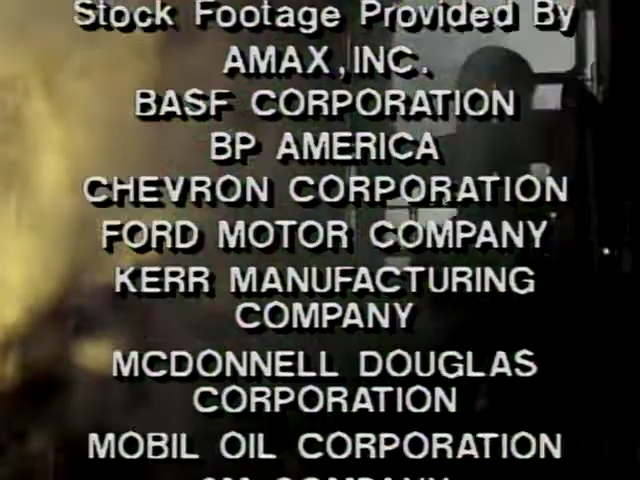 Stock Footage Provided By
AMAX,INC.
BASF CORPORATION
BP AMERICA
CHEVRON CORPORATION
FORD MOTOR COMPANY
KERR MANUFACTURING
COMPANY
MCDONNELL DOUGLAS
CORPORATION
MOBIL OIL CORPORATION
COMPANY